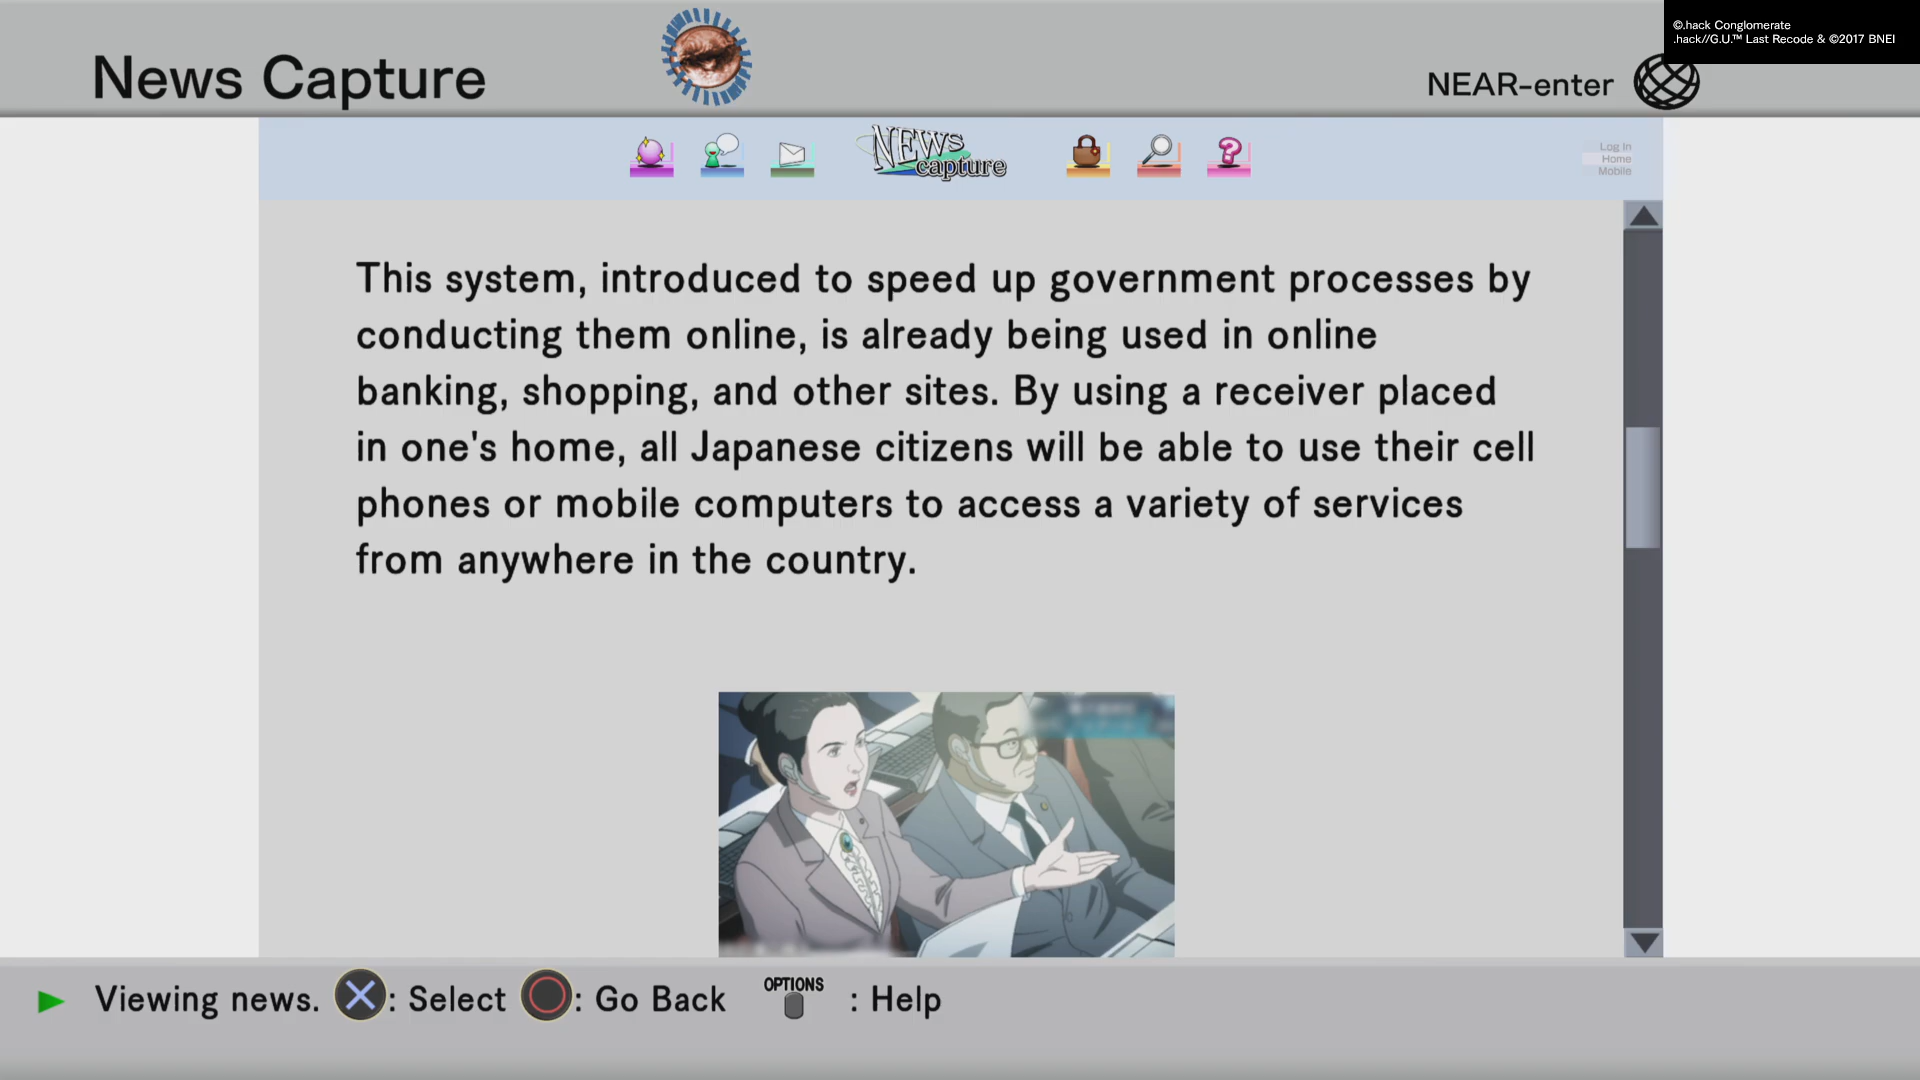 ©.hack Conglomerate
.hack//G.U.™ Last Recode & ©2017 BNEI
News Capture
NEAR-enter
NEWS
capture
Log In
Home
Mobile
This system, introduced to speed up government processes by
conducting them online, is already being used in online
banking, shopping, and other sites. By using a receiver placed
in one's home, all Japanese citizens will be able to use their cell
phones or mobile computers to access a variety of services
from anywhere in the country.
Viewing news. : Select : Go Back OPTIONS : Help